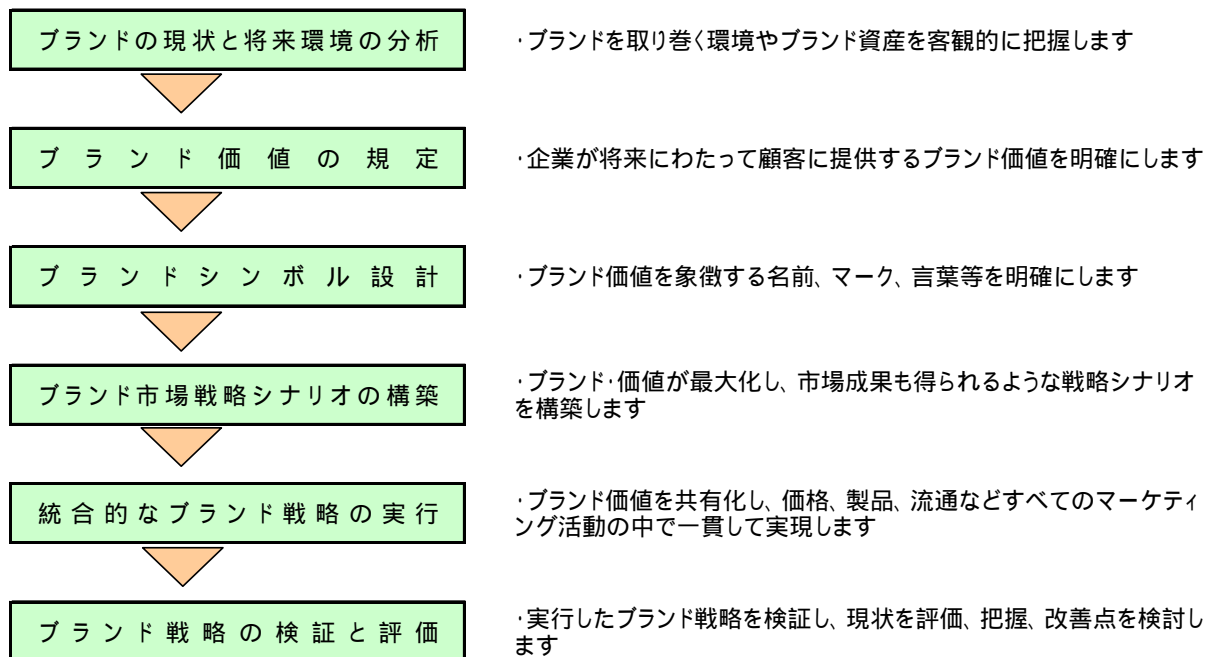 ブランドの現状と将来環境の分析
・ブランドを取り巻く環境やブランド資産を客観的に把握します
ブランド価値の規定
・企業が将来にわたって顧客に提供するブランド価値を明確にします
ブランドシンボル設計
・ブランド価値を象徴する名前、マーク、言葉等を明確にします
ブランド市場戦略シナリオの構築
・ブランド・価値が最大化し、市場成果も得られるような戦略シナリオ
を構築します
統合的なブランド戦略の実行
・ブランド価値を共有化し、価格、製品、流通などすべてのマーケティ
ング活動の中で一貫して実現します
ブランド戦略の検証と評価
・実行したブランド戦略を検証し、現状を評価、把握、改善点を検討し
ます